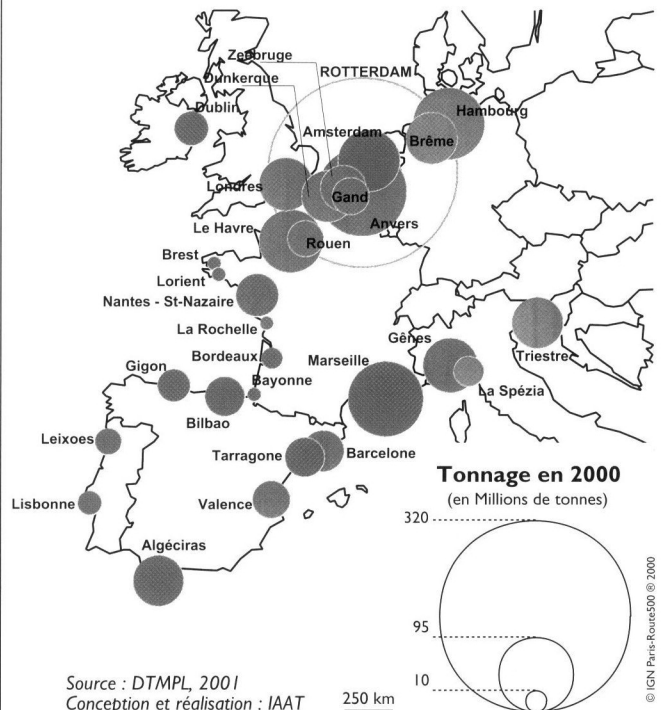 Zeebruge
ROTTERDAM
Dunkerque
Hambourg
Dublin
Amsterdam
Brême
Londres
Gand
Anvers
Le Havre
Rouen
Brest
Lorient
Nantes - St-Nazaire
La Rochelle
Gênes
Bordeaux
Marseille
Triestre
Gigon
Bayonne
La Spézia
Bilbao
Leixoes
Tarragone
Barcelone
Lisbonne
Valence
Algéciras
Tonnage en 2000
(en Millions de tonnes)
320
95
10
Source : DTMPL, 2001
Conception et réalisation : IAAT
250 km
© IGN Paris-Route500 ® 2000